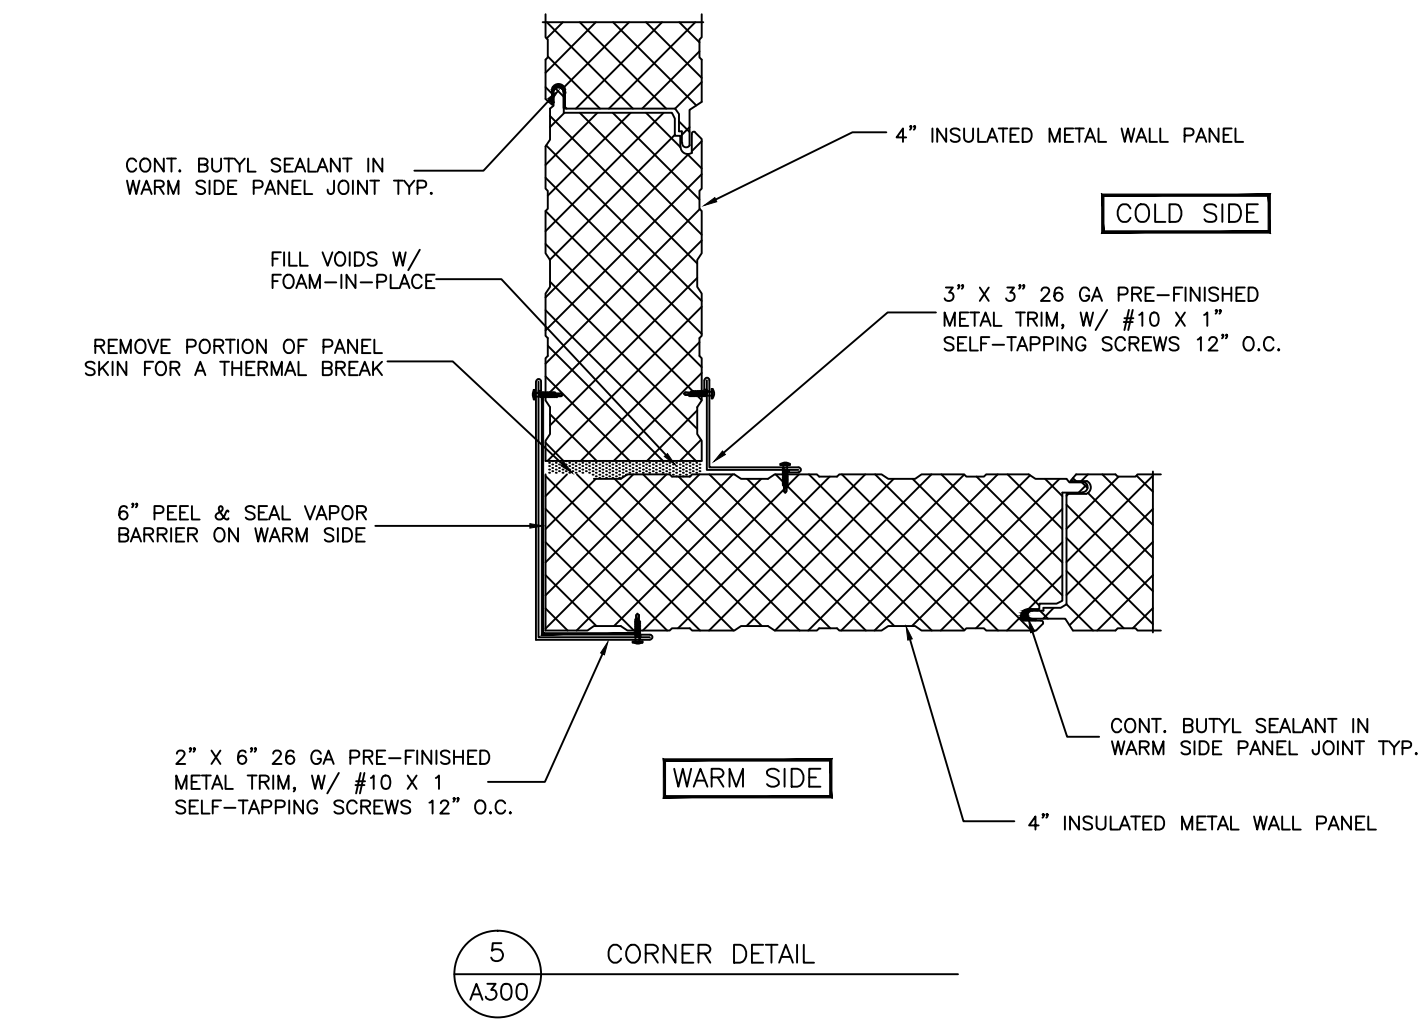 4” INSULATED METAL WALL PANEL
CONT. BUTYL SEALANT IN
WARM SIDE PANEL JOINT TYP.
COLD SIDE
FILL VOIDS W/
FOAM-IN-PLACE
3” X 3” 26 GA PRE-FINISHED
METAL TRIM, W/ #10 X 1”
SELF-TAPPING SCREWS 12” O.C.
REMOVE PORTION OF PANEL
SKIN FOR A THERMAL BREAK
6” PEEL & SEAL VAPOR
BARRIER ON WARM SIDE
CONT. BUTYL SEALANT IN
WARM SIDE PANEL JOINT TYP.
2” X 6” 26 GA PRE-FINISHED
METAL TRIM, W/ #10 X 1
SELF-TAPPING SCREWS 12” O.C.
WARM SIDE
4” INSULATED METAL WALL PANEL
5
A300
CORNER DETAIL